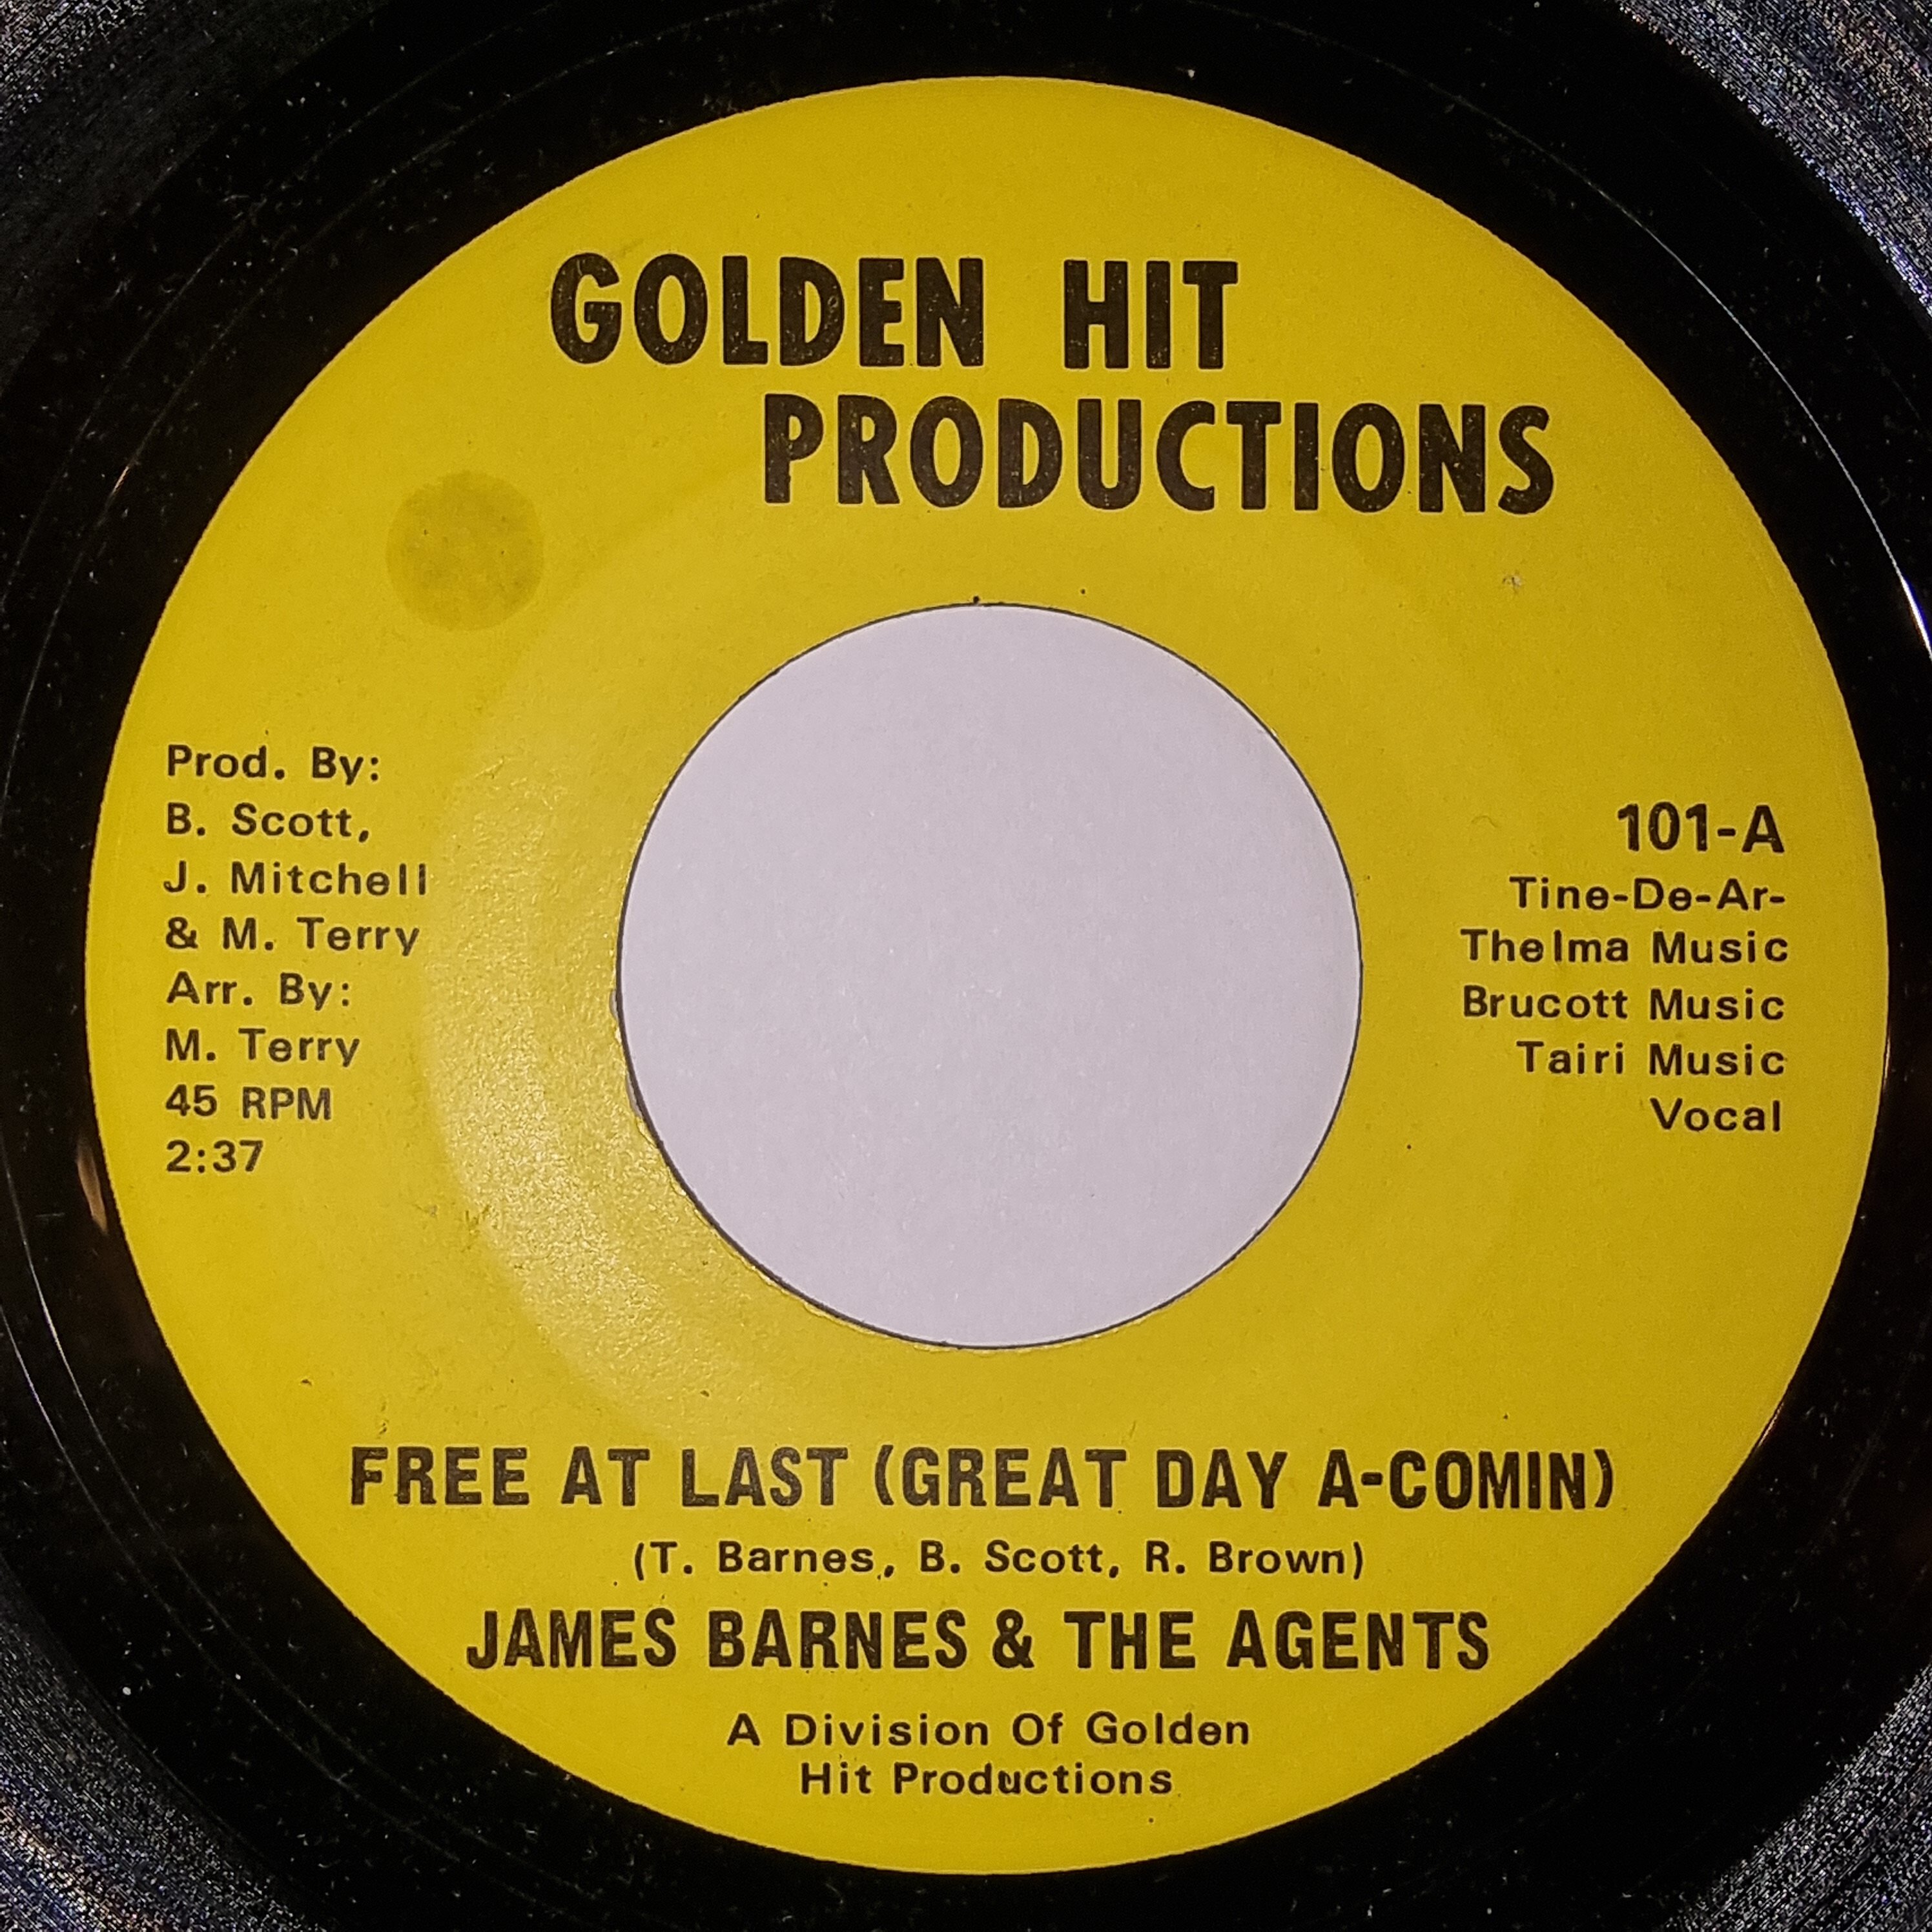 GOLDEN HIT
PRODUCTIONS
Prod. By:
B. Scott,
J. Mitchell
& M. Terry
Arr. By:
M. Terry
45 RPM
2:37
101-A
Tine-De-Ar-
Thelma Music
Brucott Music
Tairi Music
Vocal
FREE AT LAST (GREAT DAY A-COMIN)
(T. Barnes, B. Scott, R. Brown)
JAMES BARNES & THE AGENTS
A Division Of Golden
Hit Productions